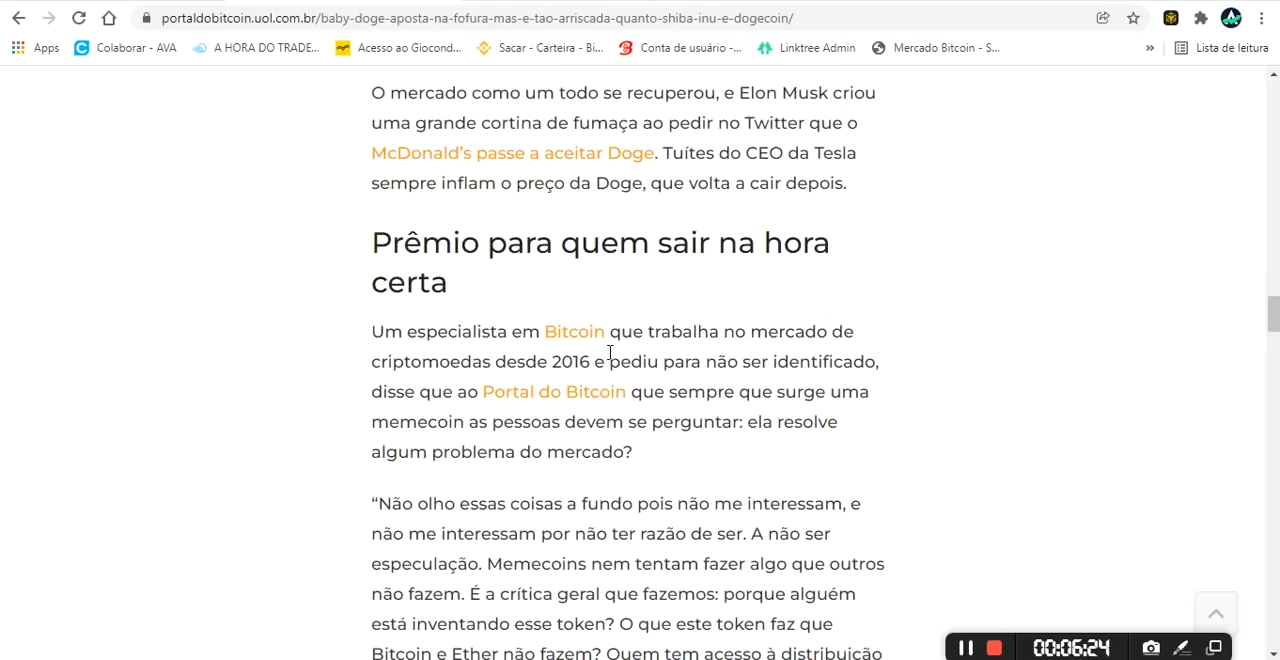 portaldobitcoin.uol.com.br/baby-doge-aposta-na-fofura-mas-e-tao-arriscada-quanto-shiba-inu-e-dogecoin/
Apps Colaborar - AVA A HORA DO TRADE... Acesso ao Giocond... Sacar - Carteira - Bi... Conta de usuário -... Linktree Admin Mercado Bitcoin - S... » Lista de leitura
O mercado como um todo se recuperou, e Elon Musk criou
uma grande cortina de fumaça ao pedir no Twitter que o
McDonald's passe a aceitar Doge. Tuítes do CEO da Tesla
sempre inflam o preço da Doge, que volta a cair depois.
Prêmio para quem sair na hora
certa
Um especialista em Bitcoin que trabalha no mercado de
criptomoedas desde 2016 e pediu para não ser identificado,
disse que ao Portal do Bitcoin que sempre que surge uma
memecoin as pessoas devem se perguntar: ela resolve
algum problema do mercado?
“Não olho essas coisas a fundo pois não me interessam, e
não me interessam por não ter razão de ser. A não ser
especulação. Memecoins nem tentam fazer algo que outros
não fazem. É a crítica geral que fazemos: porque alguém
está inventando esse token? O que este token faz que
Bitcoin e Ether não fazem? Quem tem acesso à distribuição
00:06:24